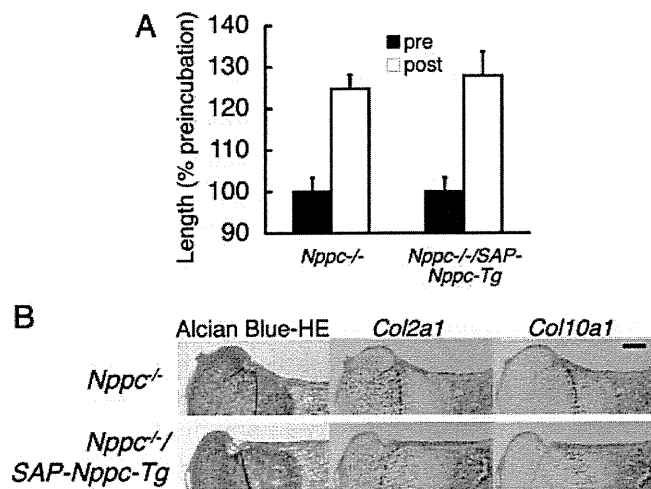 A
pre
post
Length (% preincubation)
140
130
120
110
100
90
Nppc-/-
Nppc-/-/SAP-
Nppc-Tg
B
Alcian Blue-HE
Col2a1
Col10a1
Nppc-/-
Nppc-/-/
SAP-Nppc-Tg